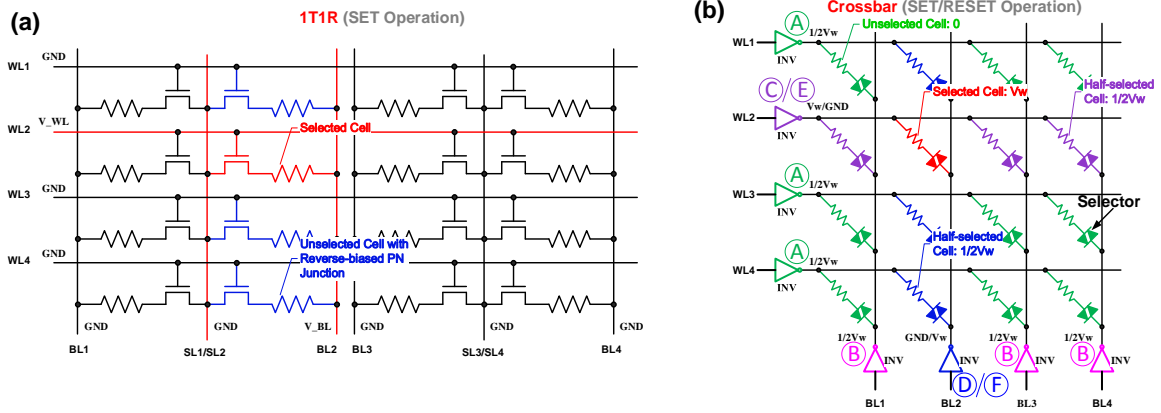 (a)
1T1R (SET Operation)
GND
WL1
V_WL
WL2
Selected Cell
GND
WL3
Unselected Cell with
Reverse-biased PN
Junction
GND
WL4
GND
GND
V_BL
GND
GND
GND
BL1
SL1/SL2
BL2
BL3
SL3/SL4
BL4
(b)
Crossbar (SET/RESET Operation)
A
1/2Vw
Unselected Cell: 0
WL1
INV
C/E
Vw/GND
Selected Cell: Vw
Half-selected
Cell: 1/2Vw
WL2
INV
A
1/2Vw
WL3
INV
Selector
Half-selected
Cell: 1/2Vw
A
1/2Vw
WL4
INV
1/2Vw
GND/Vw
1/2Vw
1/2Vw
B
INV
INV
B
INV
B
INV
D/F
BL1
BL2
BL3
BL4